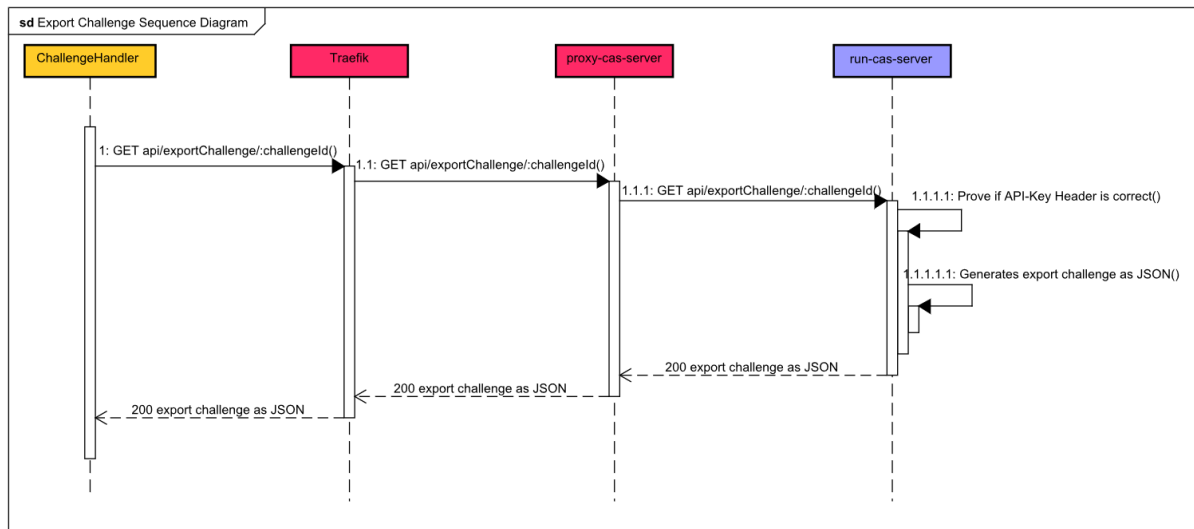 sd Export Challenge Sequence Diagram
ChallengeHandler
Traefik
proxy-cas-server
run-cas-server
1: GET api/exportChallenge/:challengeId()
1.1: GET api/exportChallenge/:challengeId()
1.1.1: GET api/exportChallenge/:challengeId()
1.1.1.1: Prove if API-Key Header is correct()
1.1.1.1.1: Generates export challenge as JSON()
200 export challenge as JSON
200 export challenge as JSON
200 export challenge as JSON